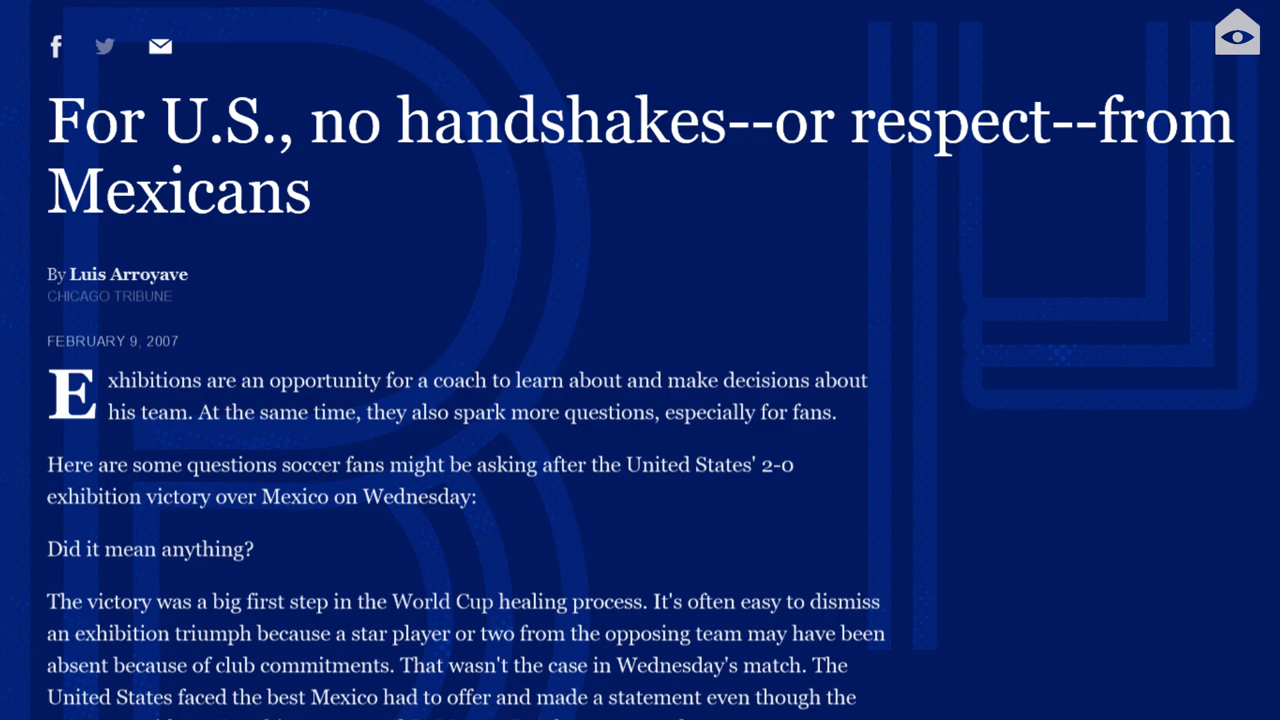 For U.S., no handshakes--or respect--from
Mexicans
By Luis Arroyave
CHICAGO TRIBUNE
FEBRUARY 9, 2007
Exhibitions are an opportunity for a coach to learn about and make decisions about
his team. At the same time, they also spark more questions, especially for fans.
Here are some questions soccer fans might be asking after the United States' 2-0
exhibition victory over Mexico on Wednesday:
Did it mean anything?
The victory was a big first step in the World Cup healing process. It's often easy to dismiss
an exhibition triumph because a star player or two from the opposing team may have been
absent because of club commitments. That wasn't the case in Wednesday's match. The
United States faced the best Mexico had to offer and made a statement even though the